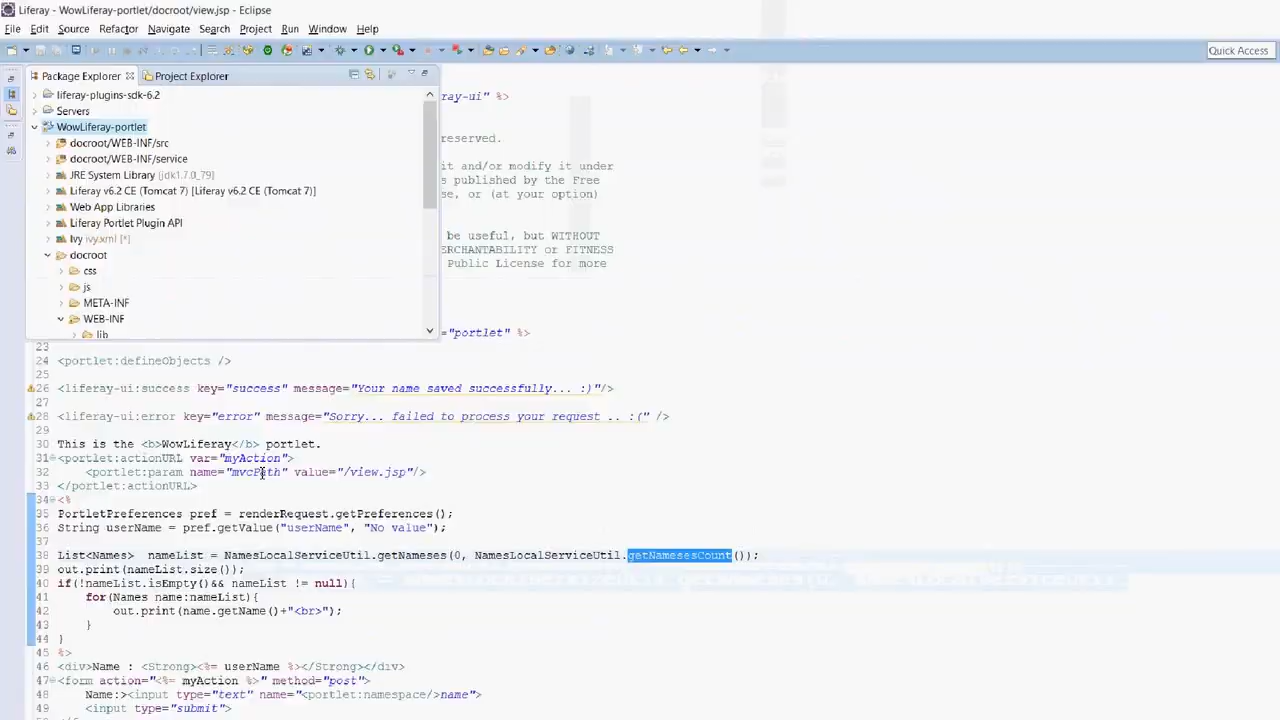 Liferay - WowLiferay-portlet/docroot/view.jsp - Eclipse
File Edit Source Refactor Navigate Search Project Run Window Help
Quick Access
Package Explorer Project Explorer
liferay-plugins-sdk-6.2
Servers
WowLiferay-portlet
docroot/WEB-INF/src
docroot/WEB-INF/service
JRE System Library (jdk1.7.0_79)
Liferay v6.2 CE (Tomcat 7) [Liferay v6.2 CE (Tomcat 7)]
Web App Libraries
Liferay Portlet Plugin API
Ivy ivy.xml [*]
docroot
css
js
META-INF
WEB-INF
lib
ray-ui" %>
reserved.
it and/or modify it under
s published by the Free
se, or (at your option)
be useful, but WITHOUT
ERCHANTABILITY or FITNESS
Public License for more
="portlet" %>
23
24 <portlet:defineObjects />
25
26 <liferay-ui:success key="success" message="Your name saved successfully... :)"/>
27
28 <liferay-ui:error key="error" message="Sorry... failed to process your request .. :(" />
29
30 This is the <b>WowLiferay</b> portlet.
31 <portlet:actionURL var="myAction">
32 <portlet:param name="mvcPath" value="/view.jsp"/>
33 </portlet:actionURL>
34 <%
35 PortletPreferences pref = renderRequest.getPreferences();
36 String userName = pref.getValue("userName", "No value");
37
38 List<Names> nameList = NamesLocalServiceUtil.getNameses(0, NamesLocalServiceUtil.getNamesesCount());
39 out.print(nameList.size());
40 if(!nameList.isEmpty()&& nameList != null){
41 for(Names name:nameList){
42 out.print(name.getName()+"<br>");
43 }
44 }
45 %>
46 <div>Name : <Strong><%= userName %></Strong></div>
47 <form action="<%= myAction %>" method="post">
48 Name:><input type="text" name="<portlet:namespace/>name">
49 <input type="submit">